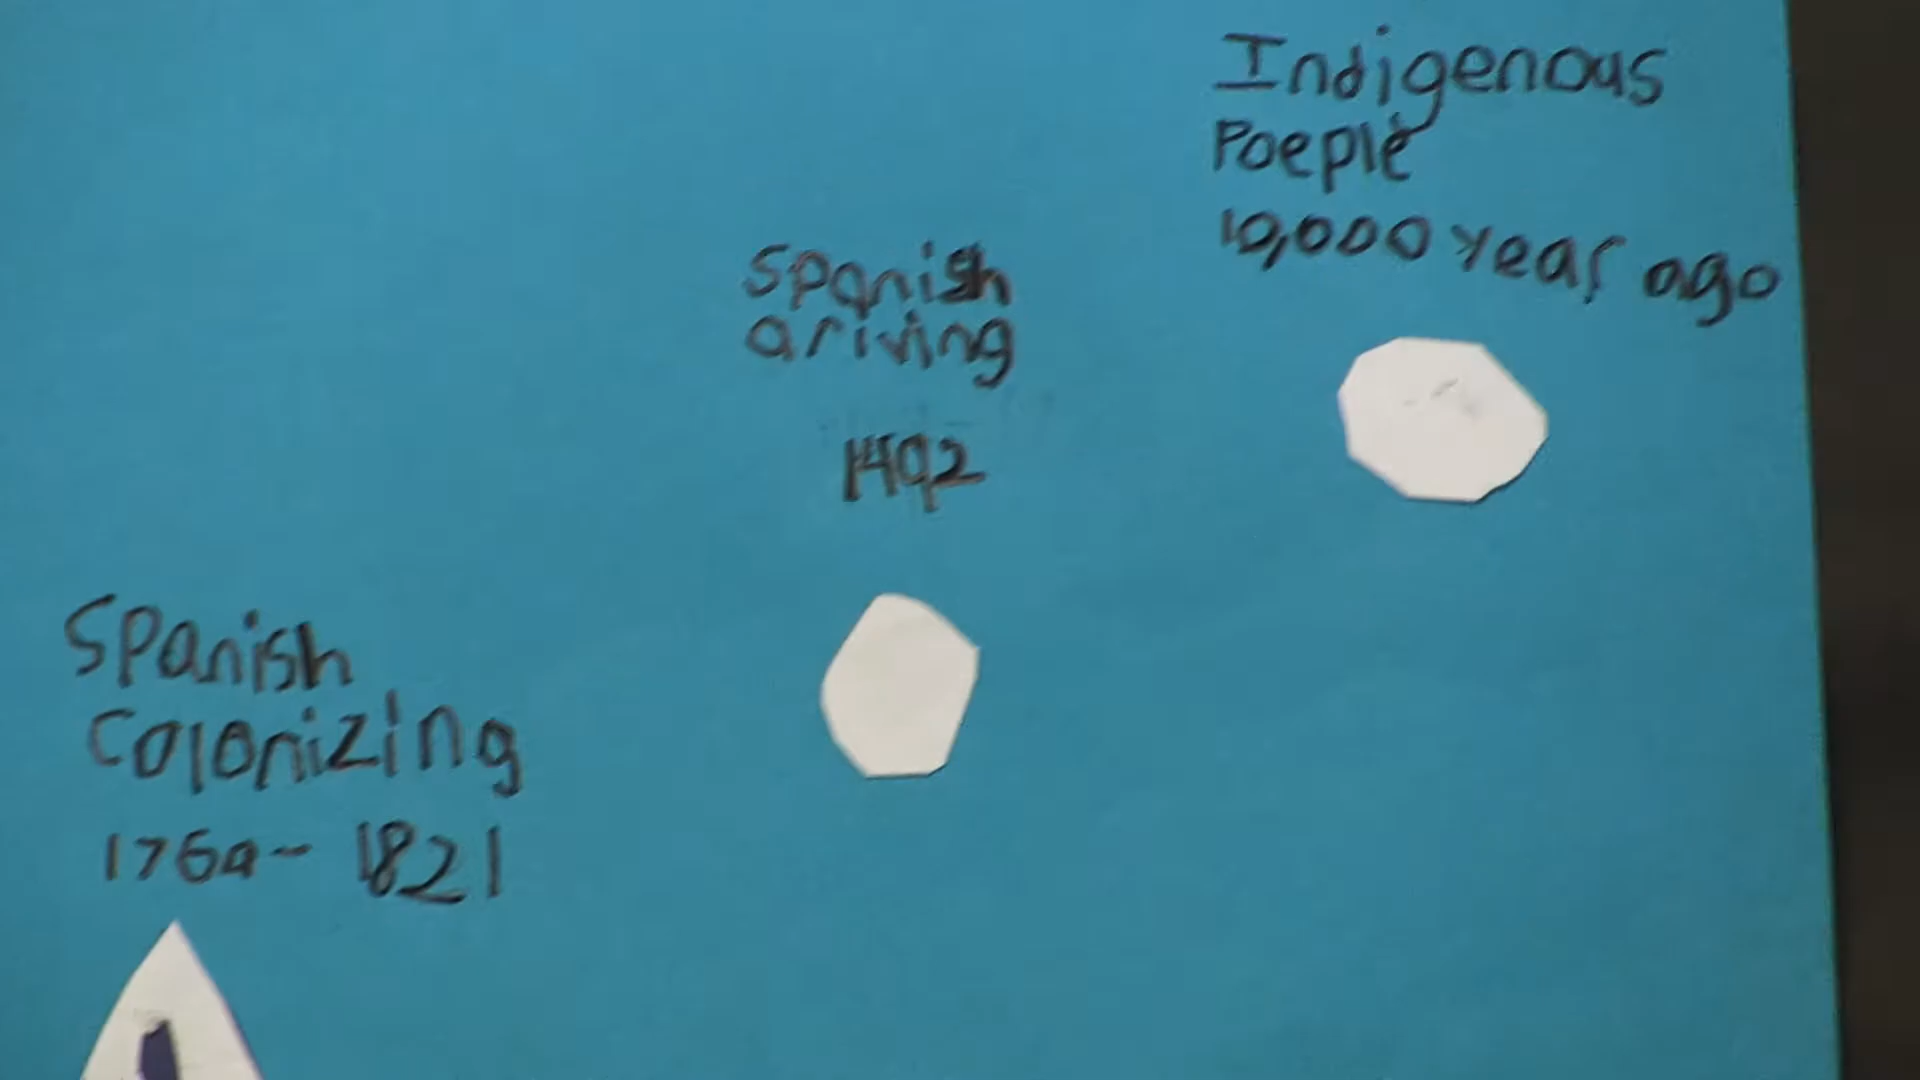 Indigenous
Poeple
10,000 year ago
Spanish
ariving
1492
Spanish
Colonizing
1769- 1821